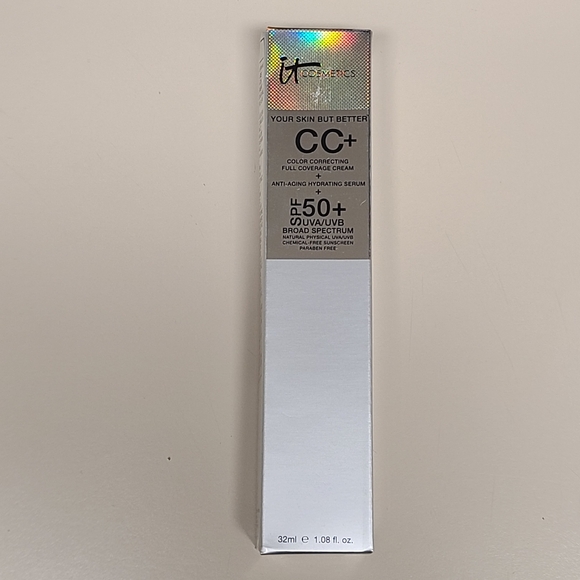 it COSMETICS
YOUR SKIN BUT BETTER
CC+
COLOR CORRECTING
FULL COVERAGE CREAM
+
ANTI-AGING HYDRATING SERUM
+
SPF 50+
UVA/UVB
BROAD SPECTRUM
NATURAL PHYSICAL UVA/UVB
CHEMICAL-FREE SUNSCREEN
PARABEN FREE
32ml ℮ 1.08 fl. oz.